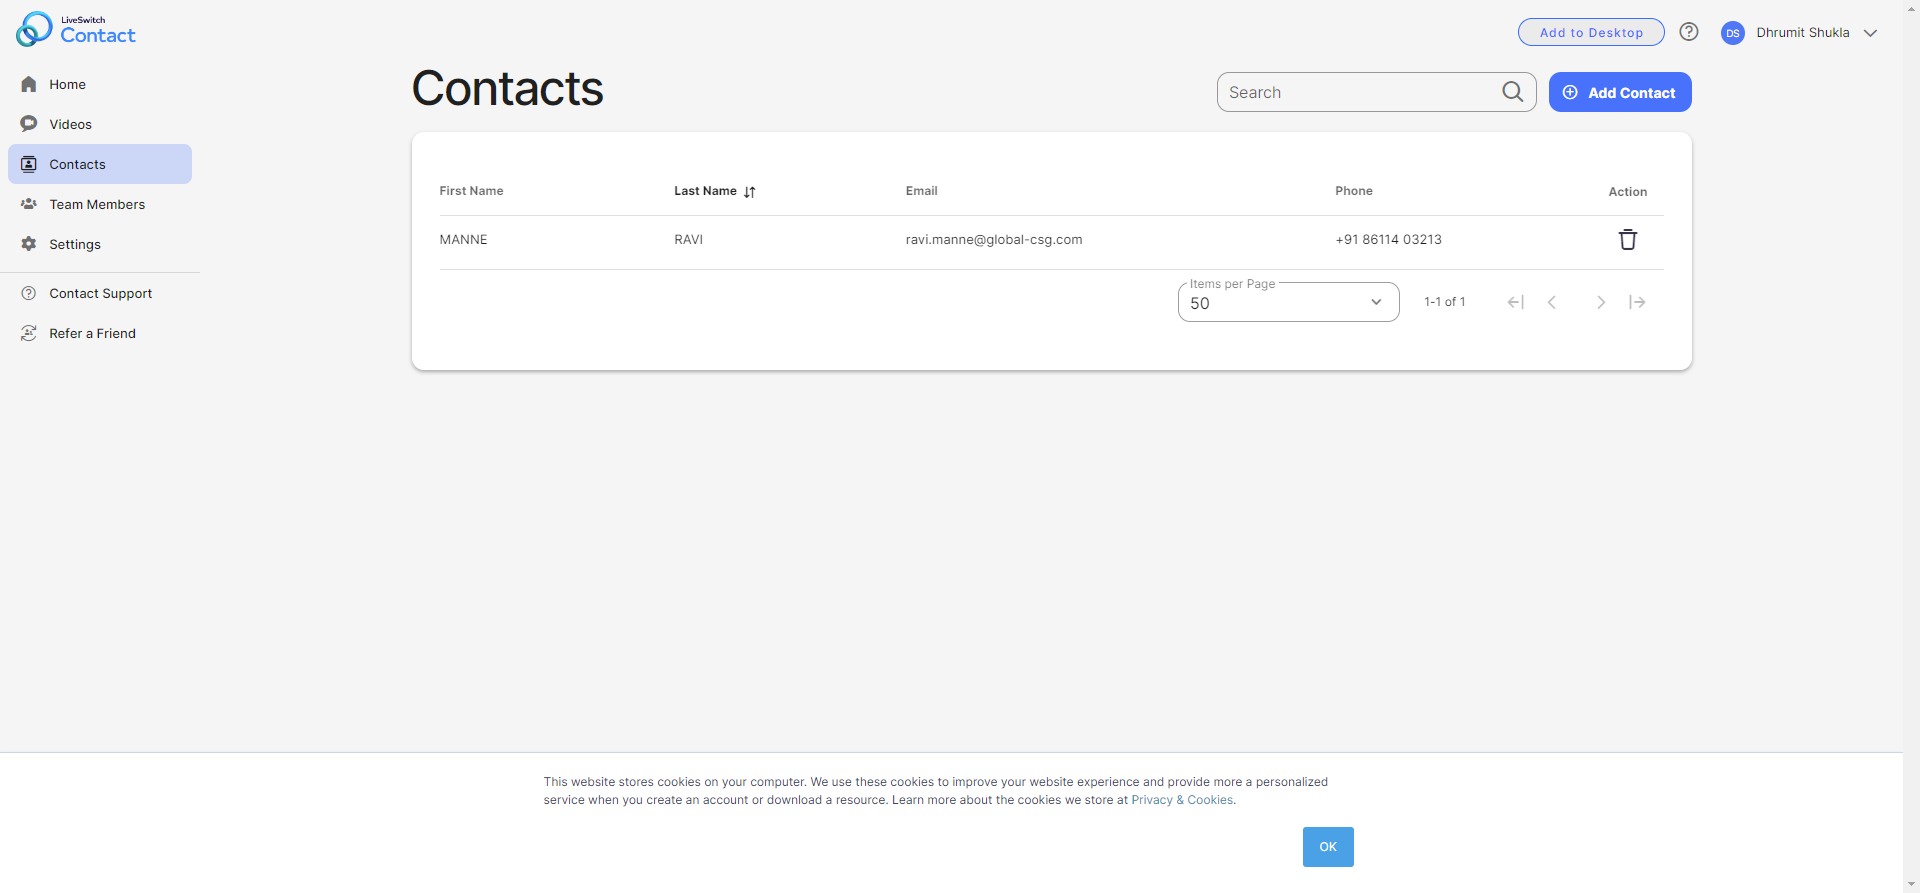 LiveSwitch
Contact
Add to Desktop
DS
Dhrumit Shukla
Home
Videos
Contacts
Team Members
Settings
Contact Support
Refer a Friend
Contacts
Search
Add Contact
First Name Last Name Email Phone Action
MANNE RAVI ravi.manne@global-csg.com +91 86114 03213
Items per Page
50
1-1 of 1
This website stores cookies on your computer. We use these cookies to improve your website experience and provide more a personalized
service when you create an account or download a resource. Learn more about the cookies we store at Privacy & Cookies.
OK